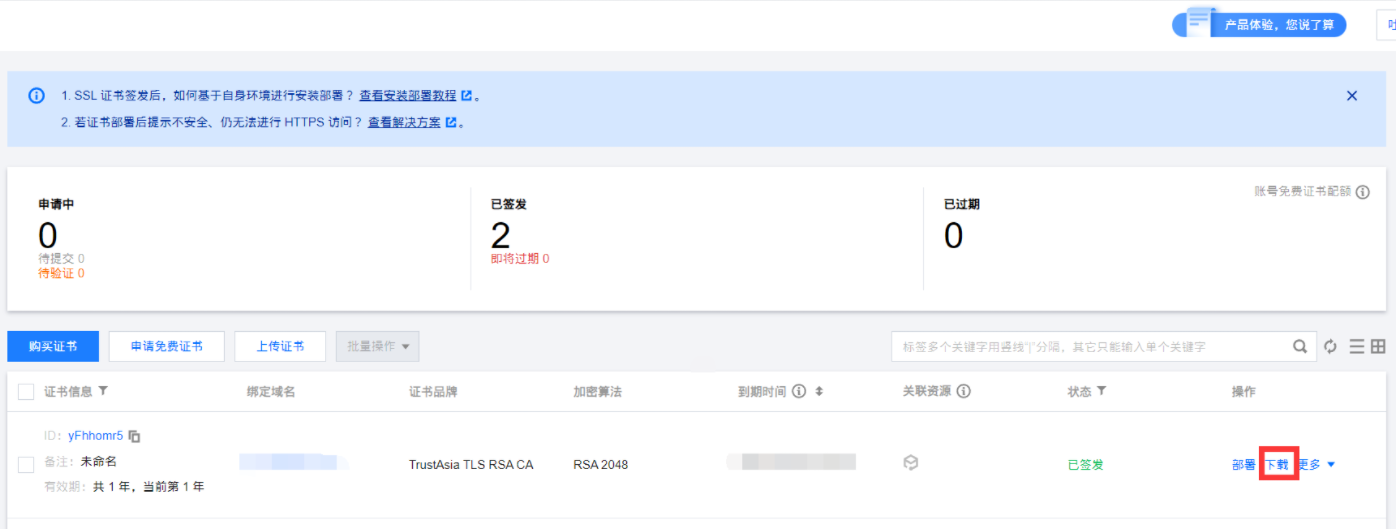 产品体验，您说了算
1. SSL 证书签发后，如何基于自身环境进行安装部署？ 查看安装部署教程 。
2. 若证书部署后提示不安全、仍无法进行 HTTPS 访问？ 查看解决方案 。
账号免费证书配额
申请中
0
待提交 0
待验证 0
已签发
2
即将过期 0
已过期
0
购买证书 申请免费证书 上传证书 批量操作
标签多个关键字用竖线“|”分隔，其它只能输入单个关键字
证书信息 绑定域名 证书品牌 加密算法 到期时间 关联资源 状态 操作
ID: yFhhomr5
备注: 未命名
有效期: 共 1 年，当前第 1 年
TrustAsia TLS RSA CA RSA 2048 已签发 部署 下载 更多